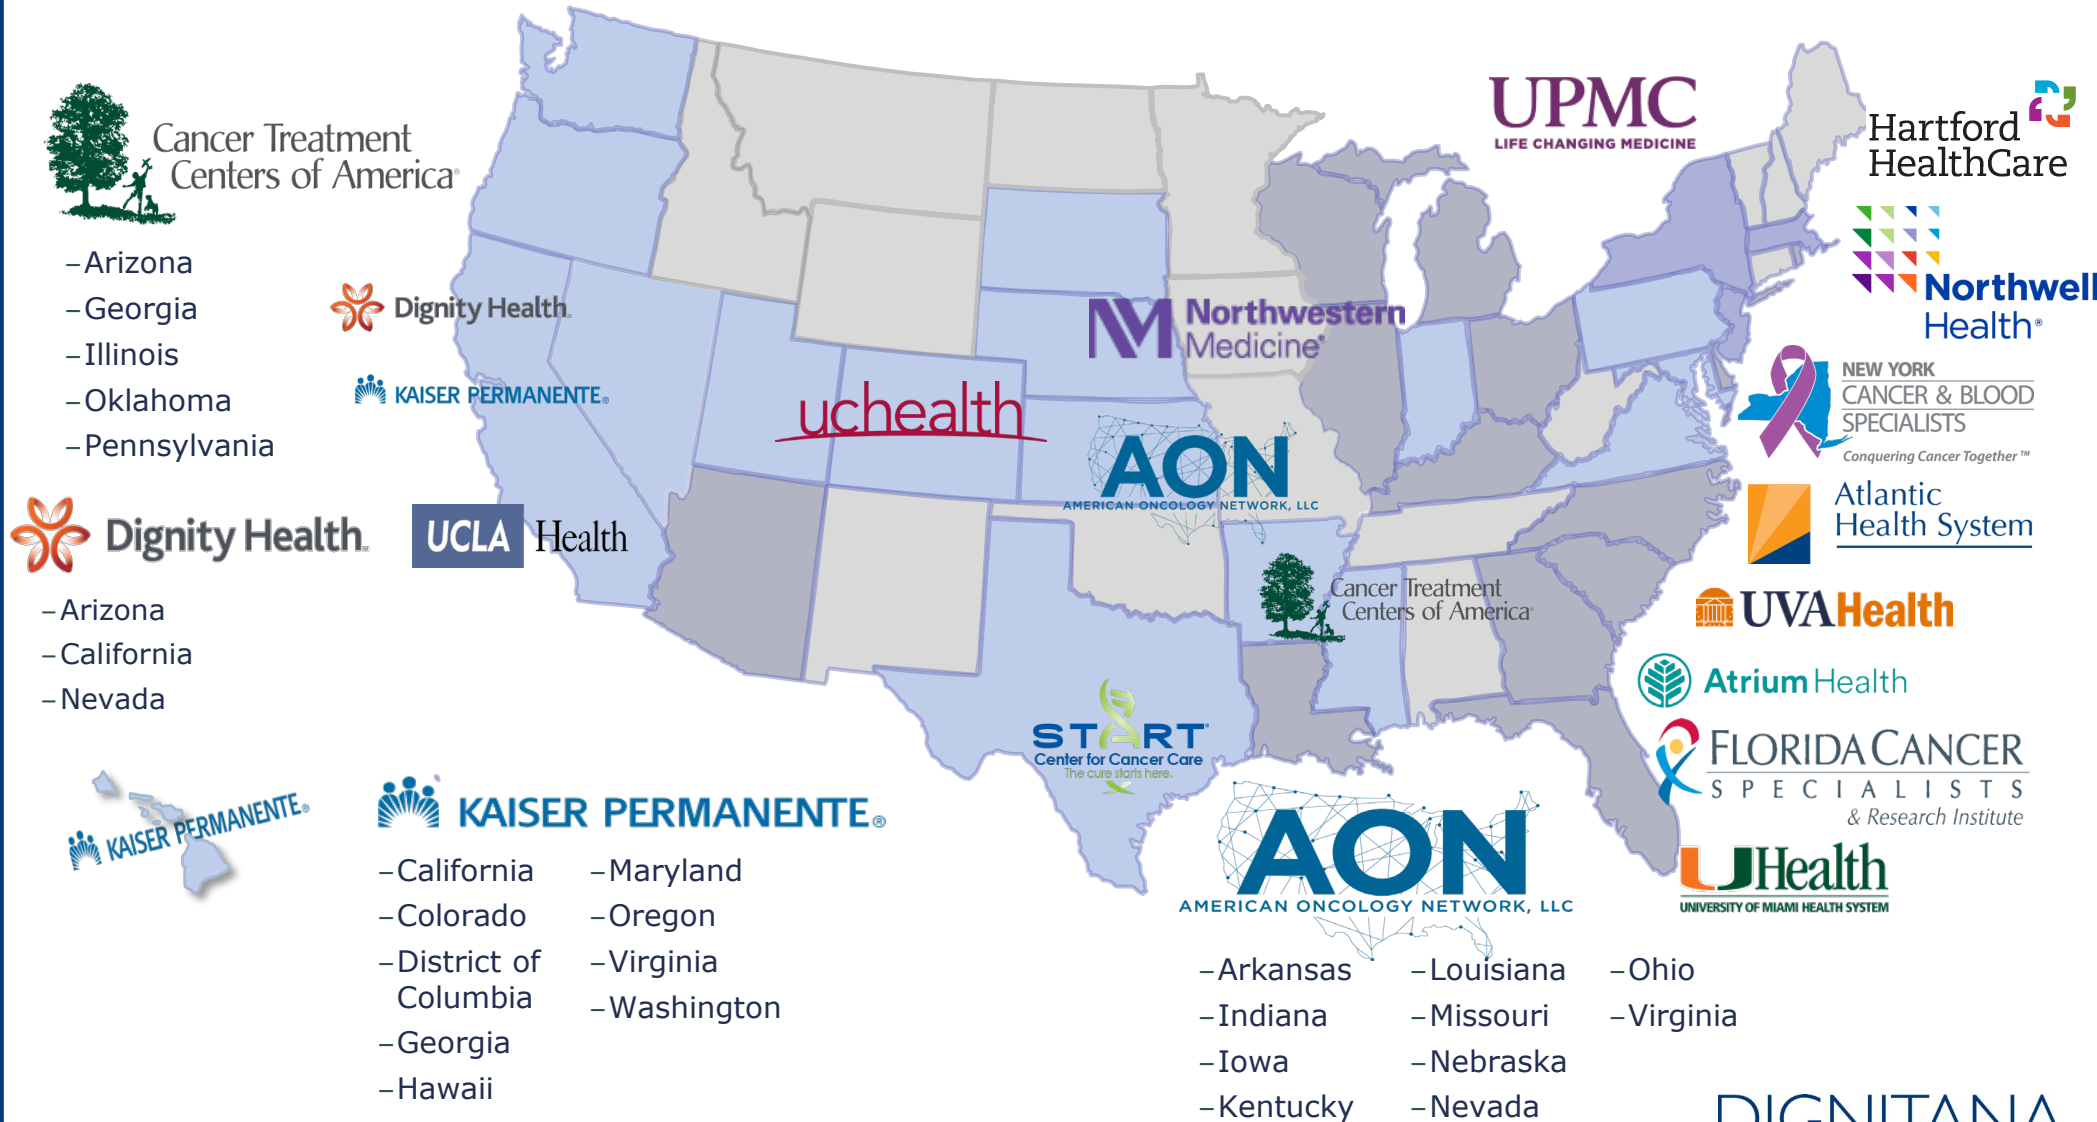 Cancer Treatment
Centers of America®
–Arizona
–Georgia
–Illinois
–Oklahoma
–Pennsylvania
Dignity Health
–Arizona
–California
–Nevada
Dignity Health
KAISER PERMANENTE®
UCLA Health
KAISER PERMANENTE®
KAISER PERMANENTE®
–California
–Colorado
–District of
Columbia
–Georgia
–Hawaii
–Maryland
–Oregon
–Virginia
–Washington
uchealth
Northwestern
Medicine®
AON
AMERICAN ONCOLOGY NETWORK, LLC
Cancer Treatment
Centers of America®
START
Center for Cancer Care
The cure starts here.
AON
AMERICAN ONCOLOGY NETWORK, LLC
–Arkansas
–Indiana
–Iowa
–Kentucky
–Louisiana
–Missouri
–Nebraska
–Nevada
–Ohio
–Virginia
UPMC
LIFE CHANGING MEDICINE
Hartford
HealthCare
Northwell
Health®
NEW YORK
CANCER & BLOOD
SPECIALISTS
Conquering Cancer Together™
Atlantic
Health System
UVAHealth
Atrium Health
FLORIDA CANCER
SPECIALISTS
& Research Institute
UHealth
UNIVERSITY OF MIAMI HEALTH SYSTEM
DIGNITANA